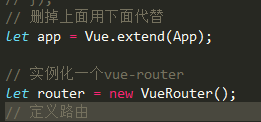 // });
// 删掉上面用下面代替
let app = Vue.extend(App);
// 实例化一个vue-router
let router = new VueRouter();
// 定义路由